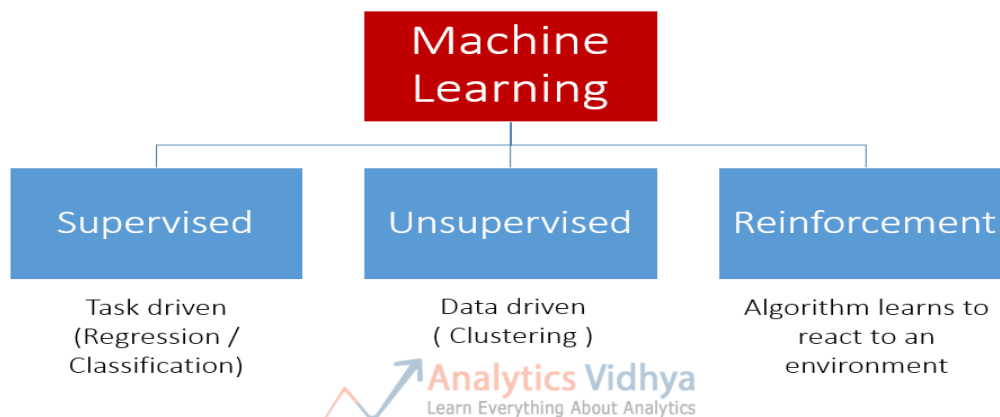 Machine
Learning
Supervised
Unsupervised
Reinforcement
Task driven
(Regression /
Classification)
Data driven
( Clustering )
Algorithm learns to
react to an
environment
Analytics Vidhya
Learn Everything About Analytics